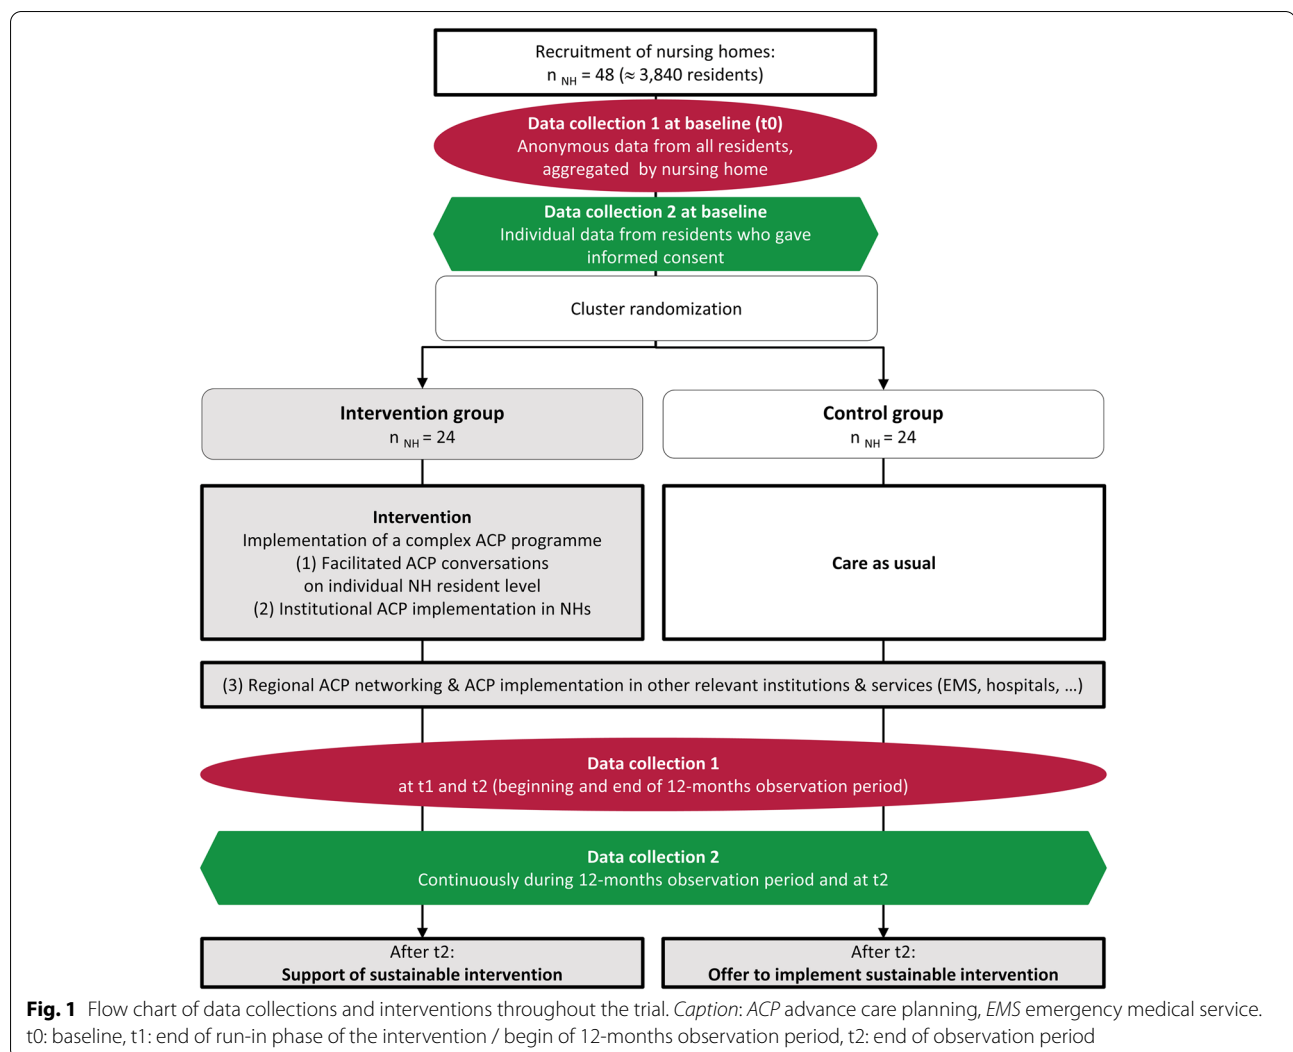 Recruitment of nursing homes:
n NH = 48 (≈ 3,840 residents)
Data collection 1 at baseline (t0)
Anonymous data from all residents,
aggregated by nursing home
Data collection 2 at baseline
Individual data from residents who gave
informed consent
Cluster randomization
Intervention group
n NH = 24
Control group
n NH = 24
Intervention
Implementation of a complex ACP programme
(1) Facilitated ACP conversations
on individual NH resident level
(2) Institutional ACP implementation in NHs
Care as usual
(3) Regional ACP networking & ACP implementation in other relevant institutions & services (EMS, hospitals, ...)
Data collection 1
at t1 and t2 (beginning and end of 12-months observation period)
Data collection 2
Continuously during 12-months observation period and at t2
After t2:
Support of sustainable intervention
After t2:
Offer to implement sustainable intervention
Fig. 1 Flow chart of data collections and interventions throughout the trial. Caption: ACP advance care planning, EMS emergency medical service.
t0: baseline, t1: end of run-in phase of the intervention / begin of 12-months observation period, t2: end of observation period